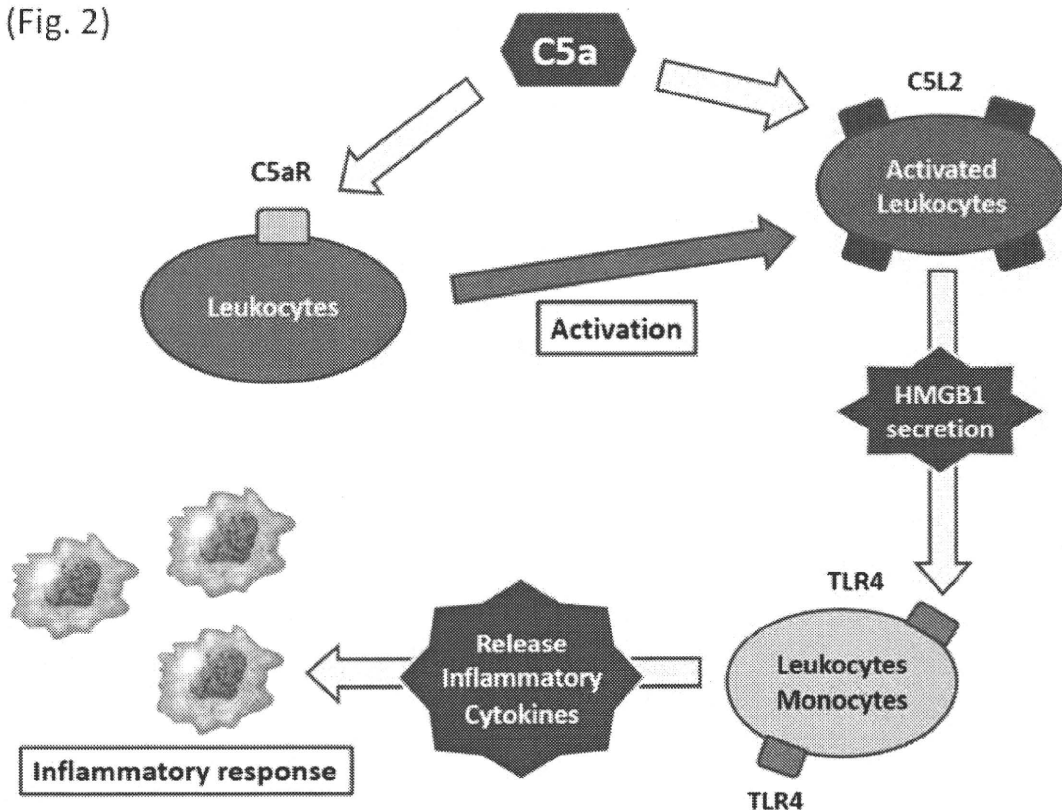 (Fig. 2)
C5a
C5L2
C5aR
Activated
Leukocytes
Leukocytes
Activation
HMGB1
secretion
TLR4
Release
Inflammatory
Cytokines
Leukocytes
Monocytes
Inflammatory response
TLR4